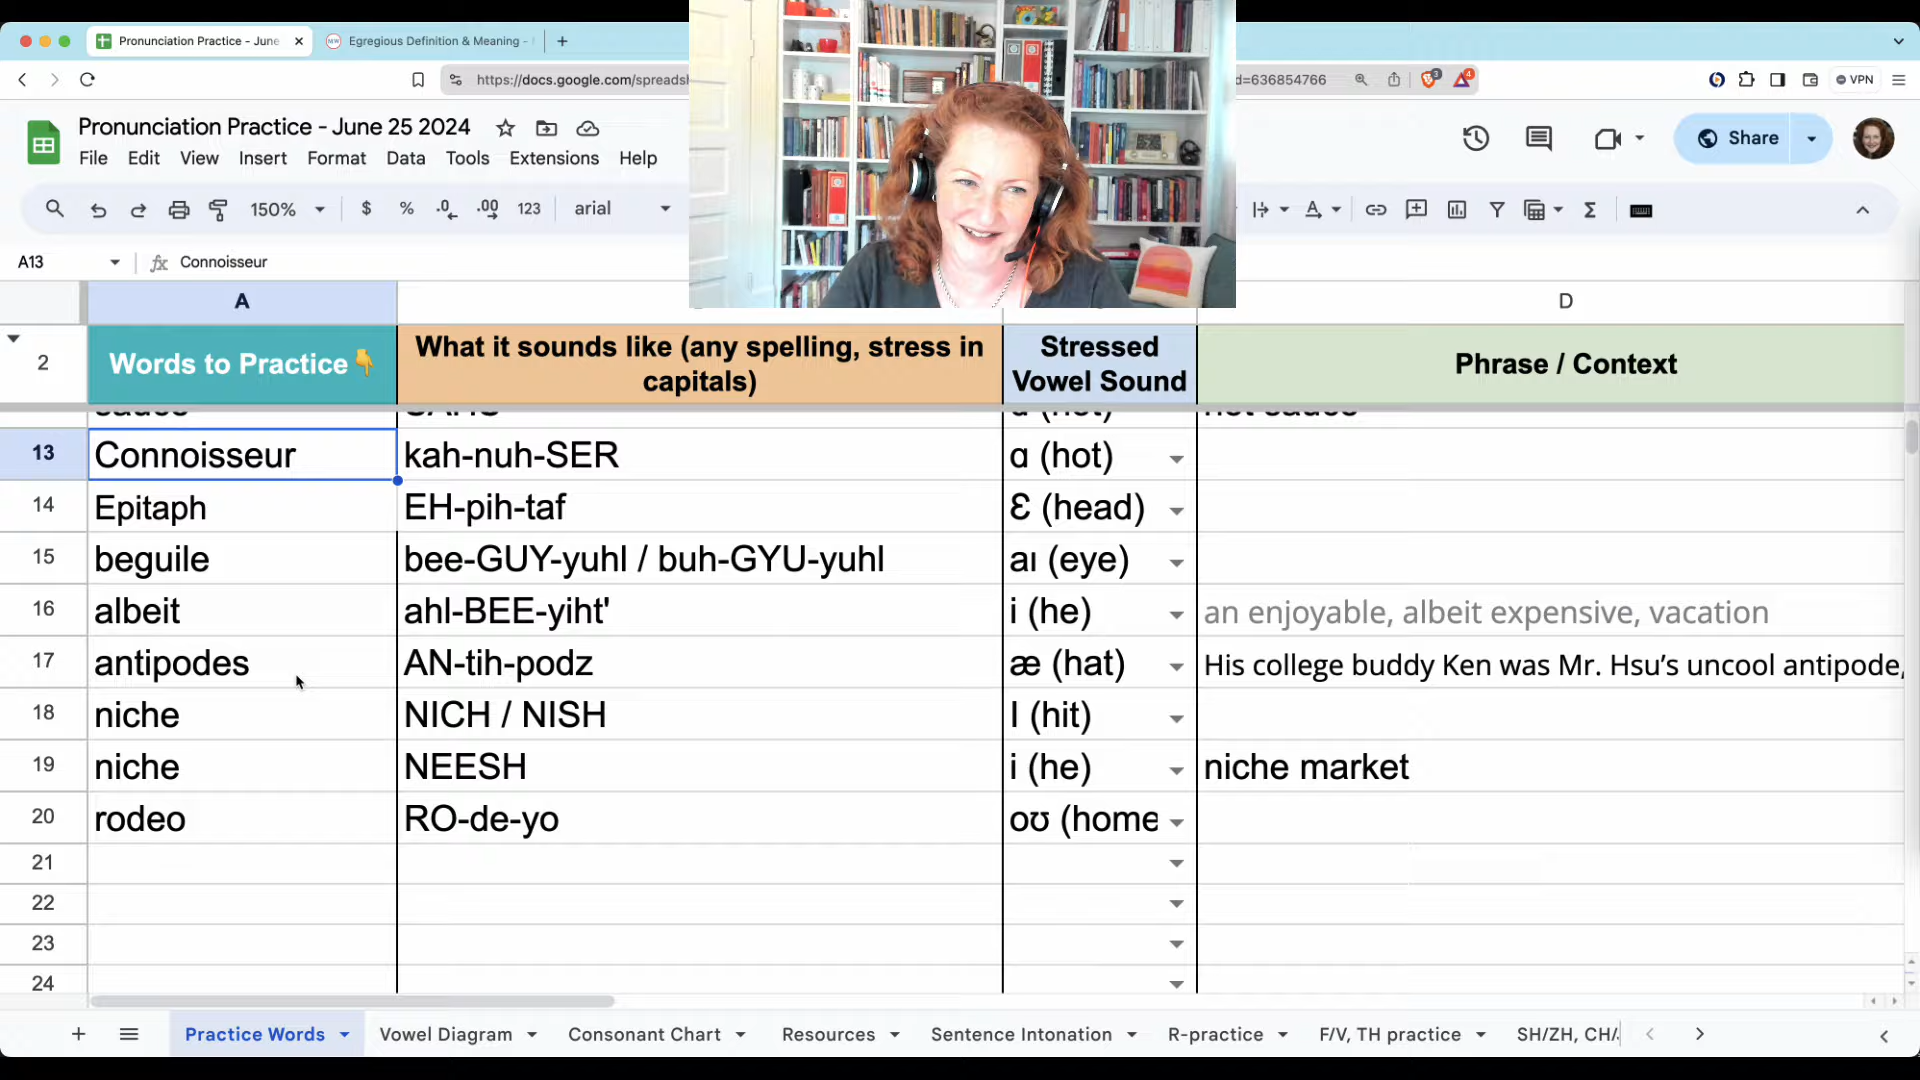 Pronunciation Practice - June
Egregious Definition & Meaning -
https://docs.google.com/spreads
d=636854766
3
4
VPN
Pronunciation Practice - June 25 2024
File Edit View Insert Format Data Tools Extensions Help
Share
150% $ % .0 .00 123 arial
A13 fx Connoisseur
A D
2 Words to Practice👇 What it sounds like (any spelling, stress in capitals) Stressed Vowel Sound Phrase / Context
13 Connoisseur kah-nuh-SER ɑ (hot)
14 Epitaph EH-pih-taf Ɛ (head)
15 beguile bee-GUY-yuhl / buh-GYU-yuhl aı (eye)
16 albeit ahl-BEE-yiht' i (he) an enjoyable, albeit expensive, vacation
17 antipodes AN-tih-podz æ (hat) His college buddy Ken was Mr. Hsu's uncool antipode,
18 niche NICH / NISH I (hit)
19 niche NEESH i (he) niche market
20 rodeo RO-de-yo oʊ (home
21
22
23
24
Practice Words Vowel Diagram Consonant Chart Resources Sentence Intonation R-practice F/V, TH practice SH/ZH, CH/